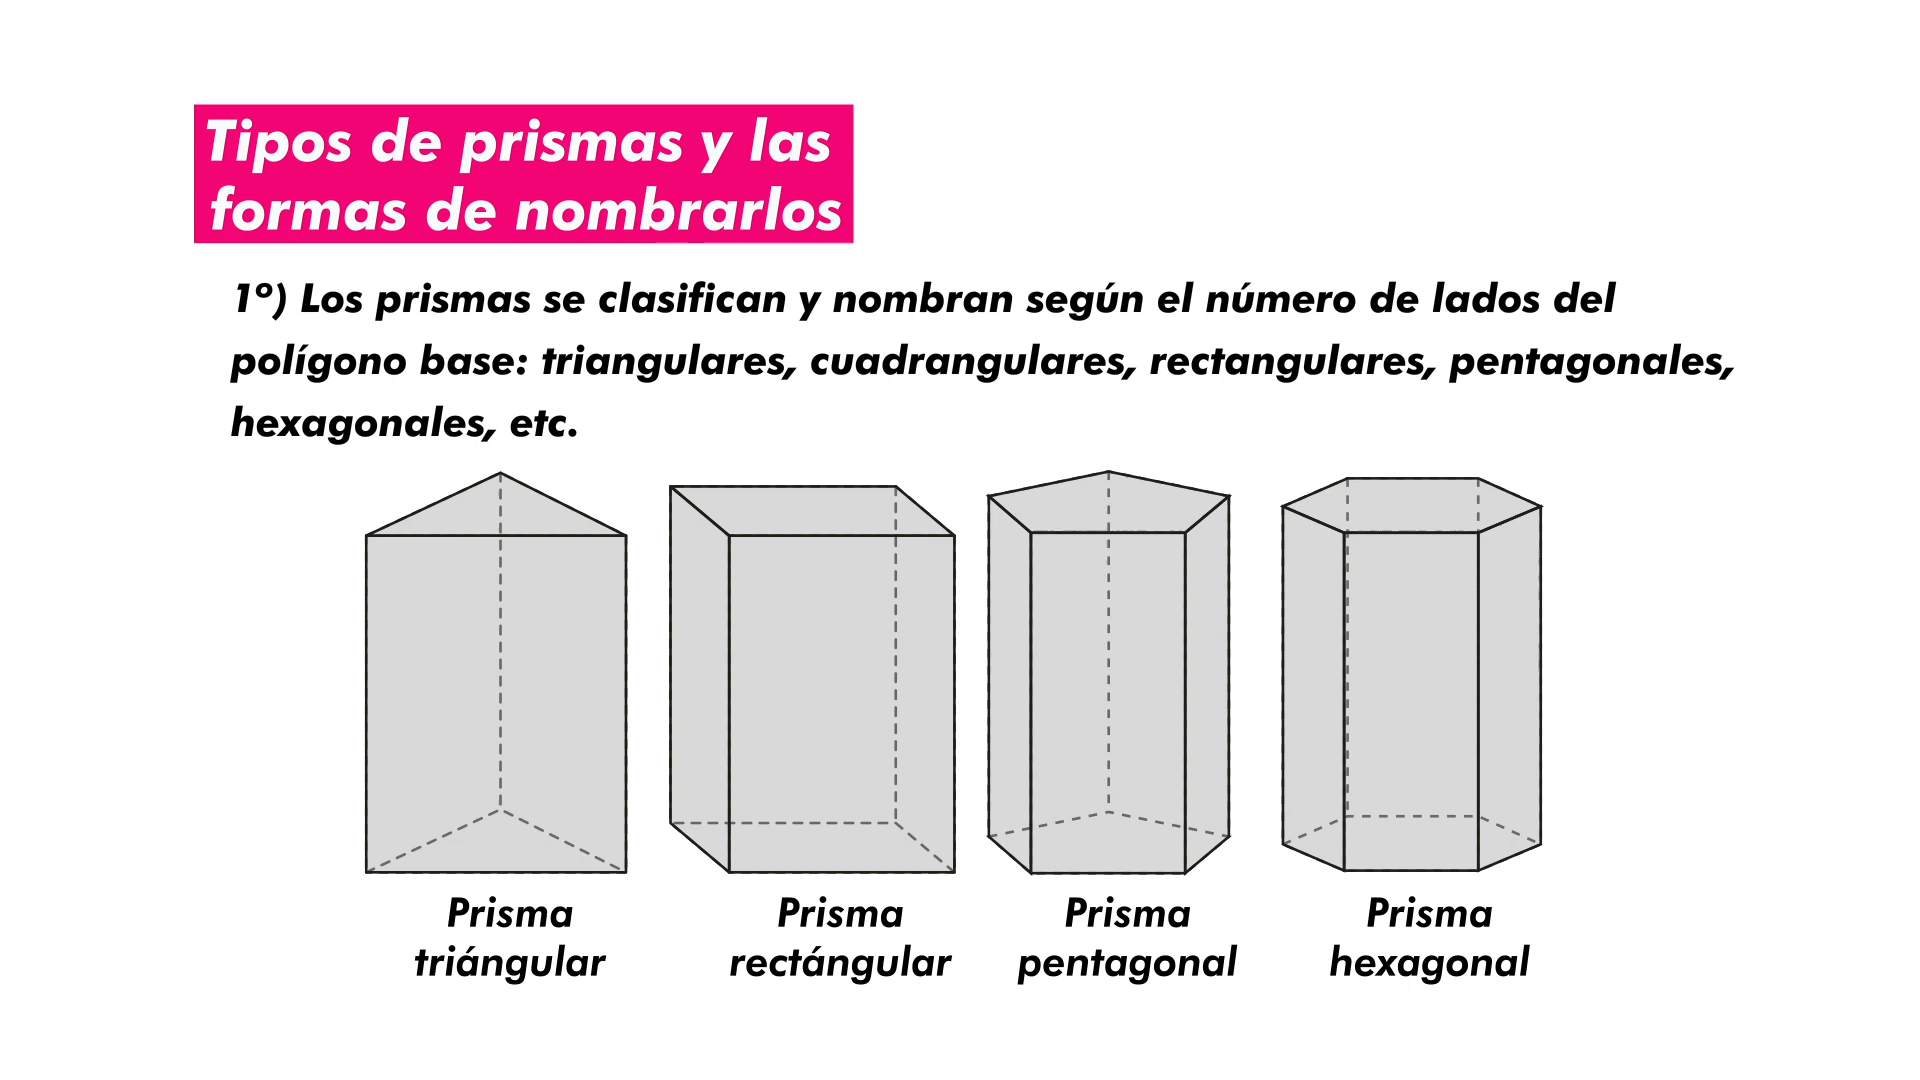 Tipos de prismas y las
formas de nombrarlos
1º) Los prismas se clasifican y nombran según el número de lados del
polígono base: triangulares, cuadrangulares, rectangulares, pentagonales,
hexagonales, etc.
Prisma
triángular
Prisma
rectángular
Prisma
pentagonal
Prisma
hexagonal